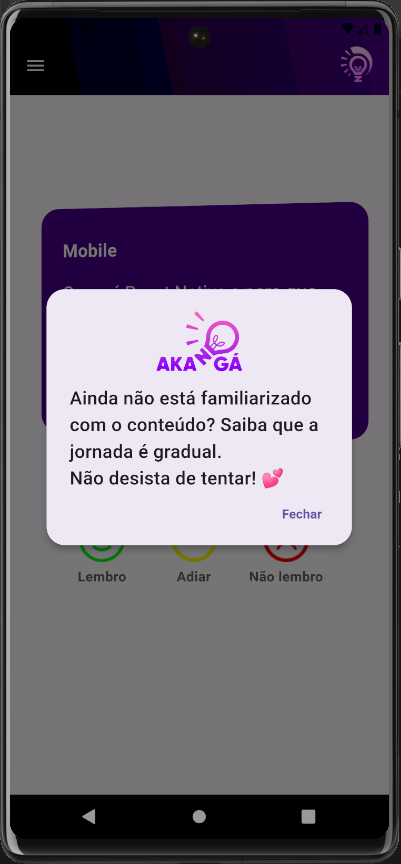 Mobile
AKANGÁ
Ainda não está familiarizado
com o conteúdo? Saiba que a
jornada é gradual.
Não desista de tentar! 💕
Fechar
Lembro
Adiar
Não lembro